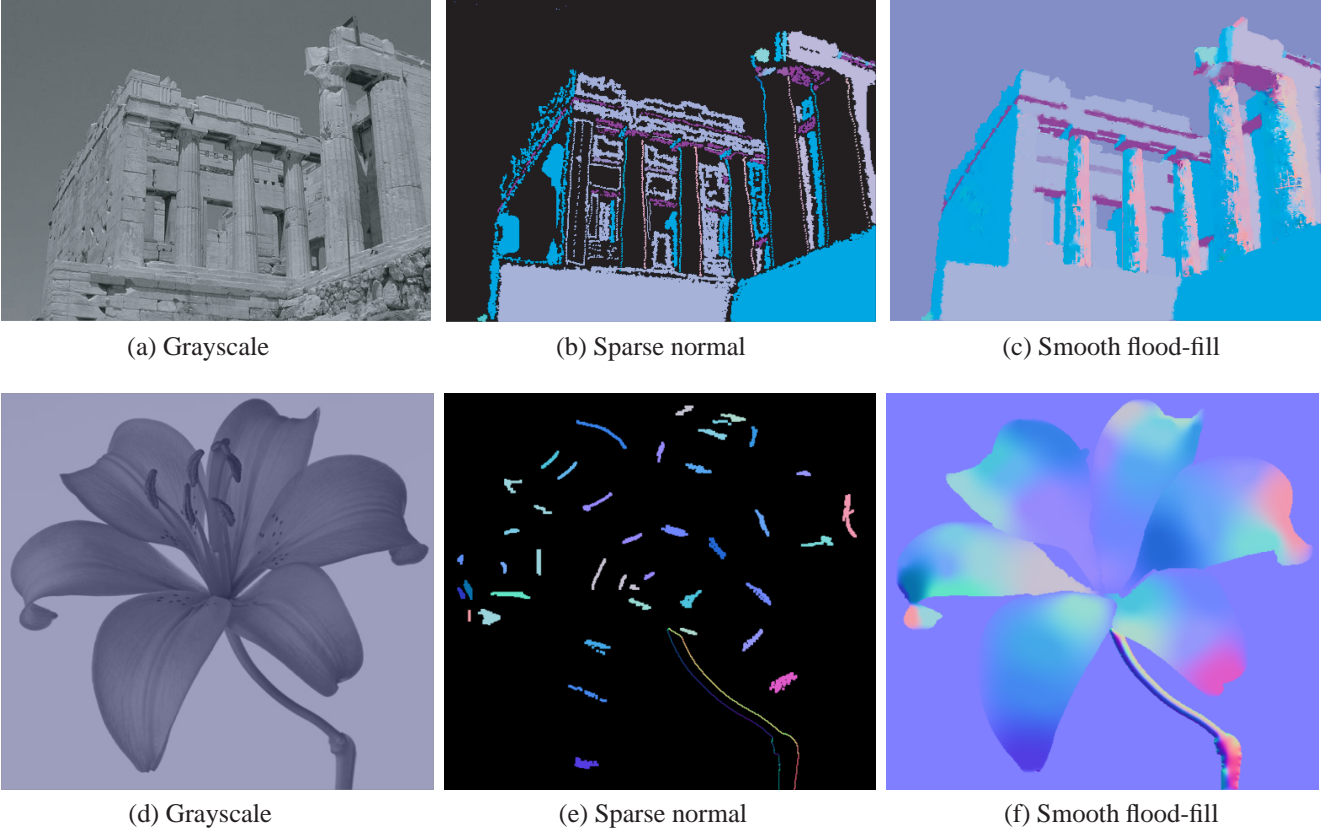 (a) Grayscale
(b) Sparse normal
(c) Smooth flood-fill
(d) Grayscale
(e) Sparse normal
(f) Smooth flood-fill